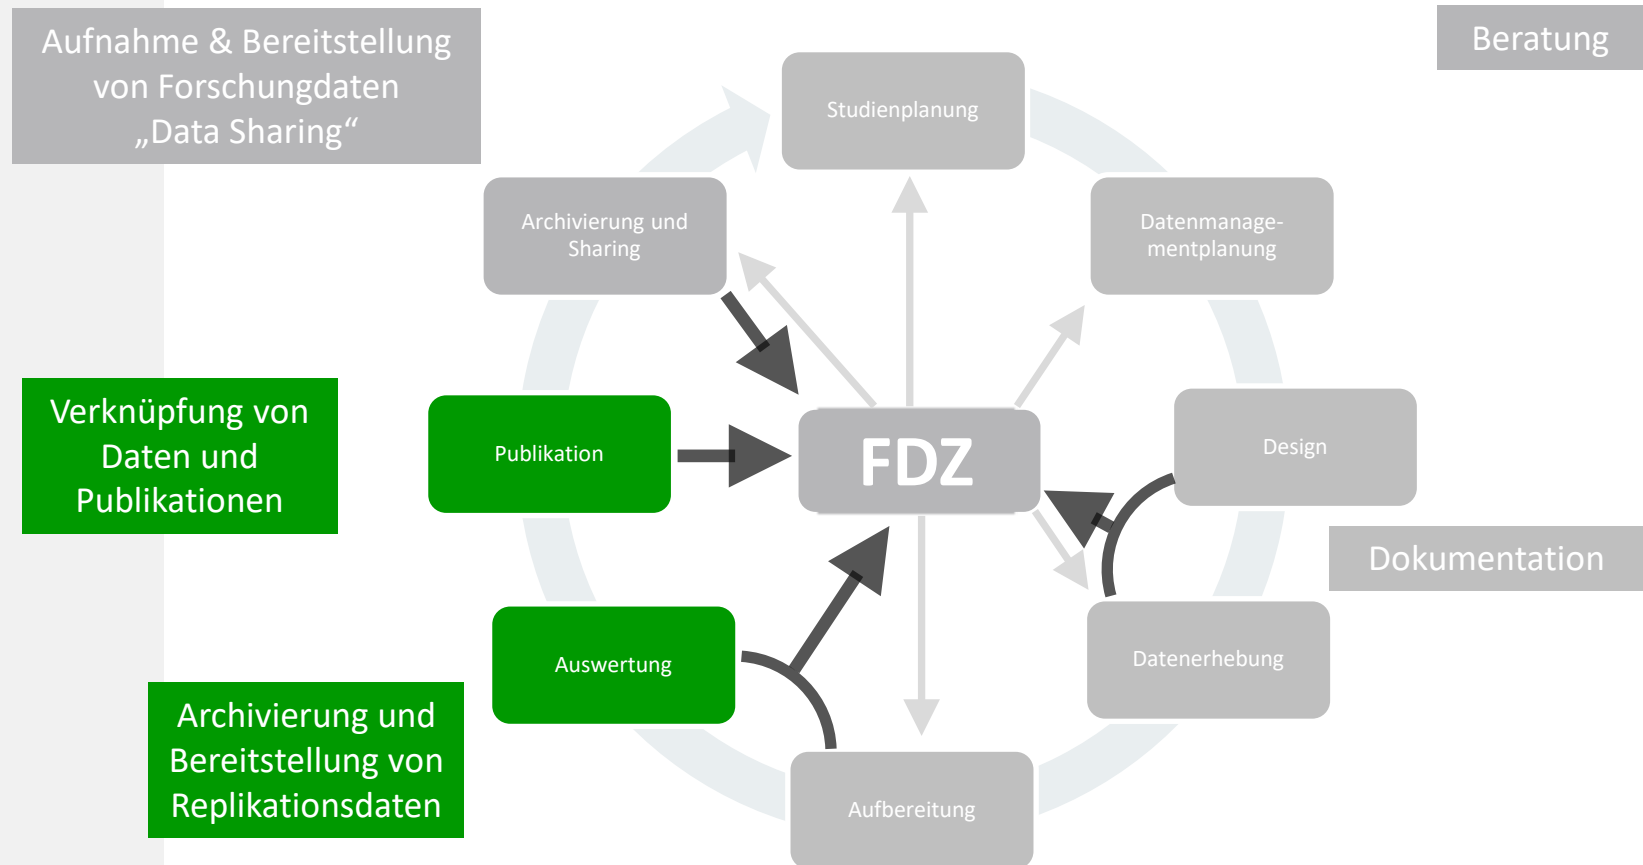 Aufnahme & Bereitstellung
von Forschungdaten
„Data Sharing“
Beratung
Studienplanung
Archivierung und
Sharing
Datenmanage-
mentplanung
Verknüpfung von
Daten und
Publikationen
Publikation
FDZ
Design
Dokumentation
Auswertung
Datenerhebung
Archivierung und
Bereitstellung von
Replikationsdaten
Aufbereitung